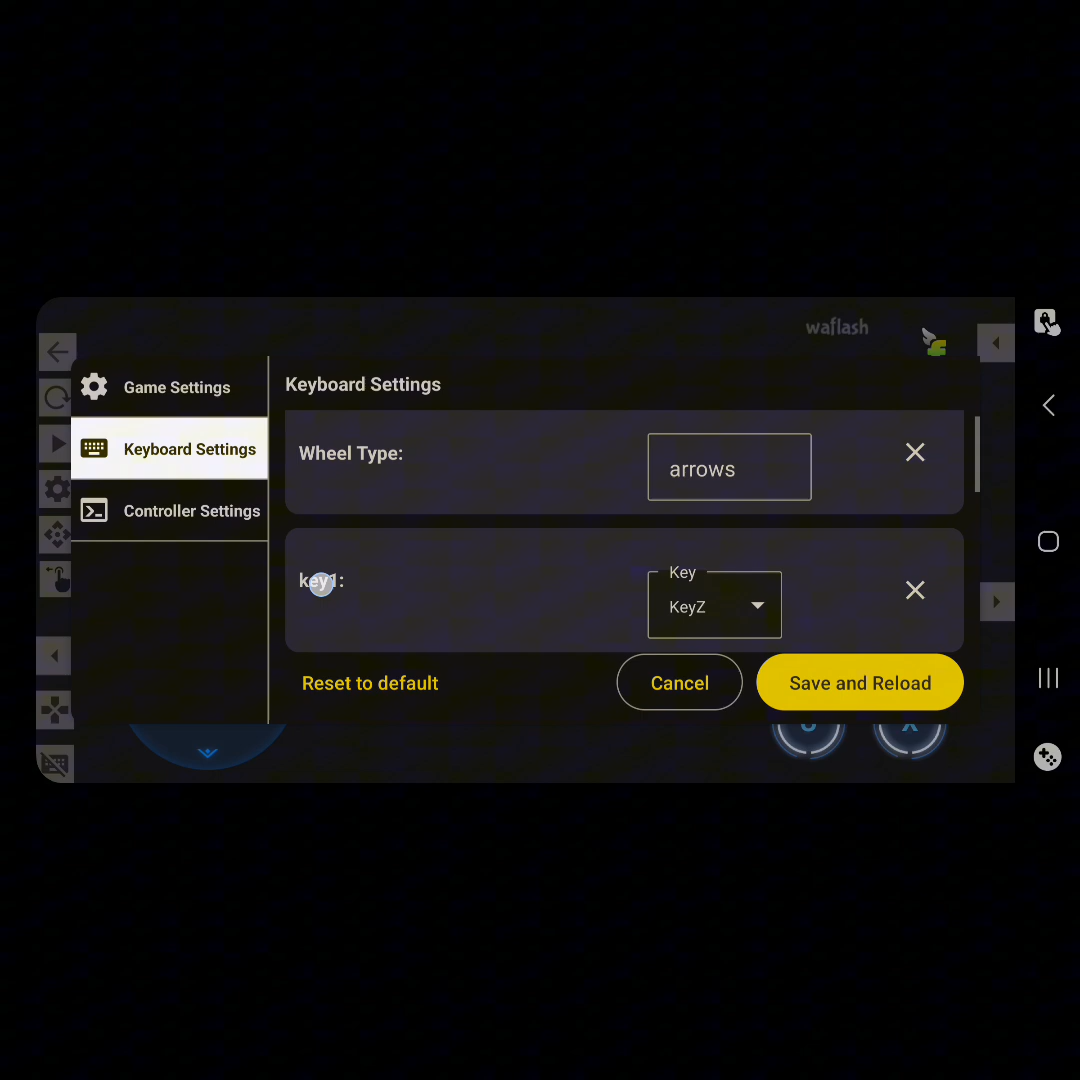 waflash
Game Settings
Keyboard Settings
Controller Settings
Keyboard Settings
Wheel Type:
arrows
key1:
Key
KeyZ
Reset to default
Cancel
Save and Reload
X